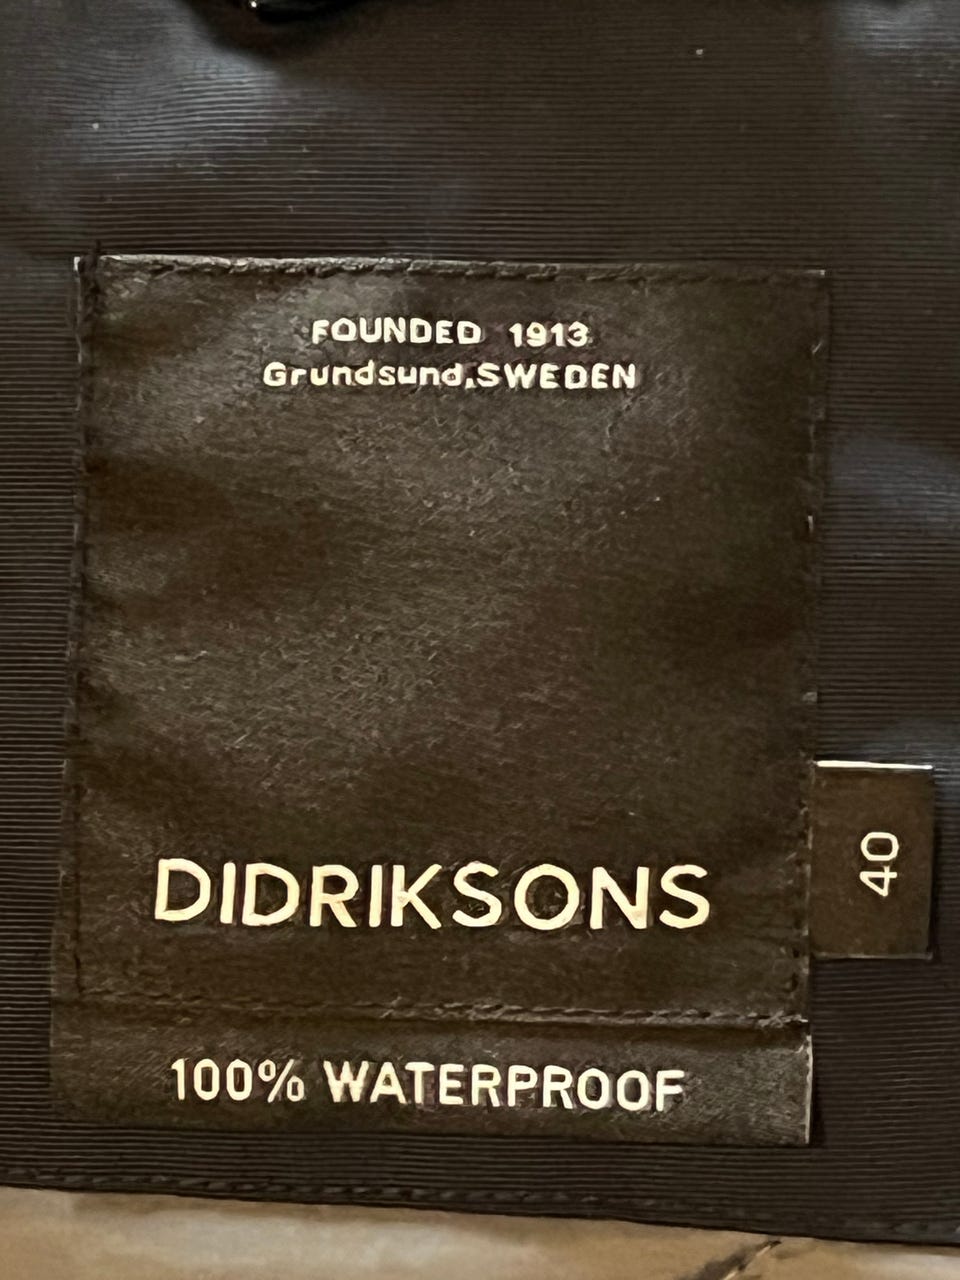 FOUNDED 1913
Grundsund,SWEDEN
DIDRIKSONS
40
100% WATERPROOF